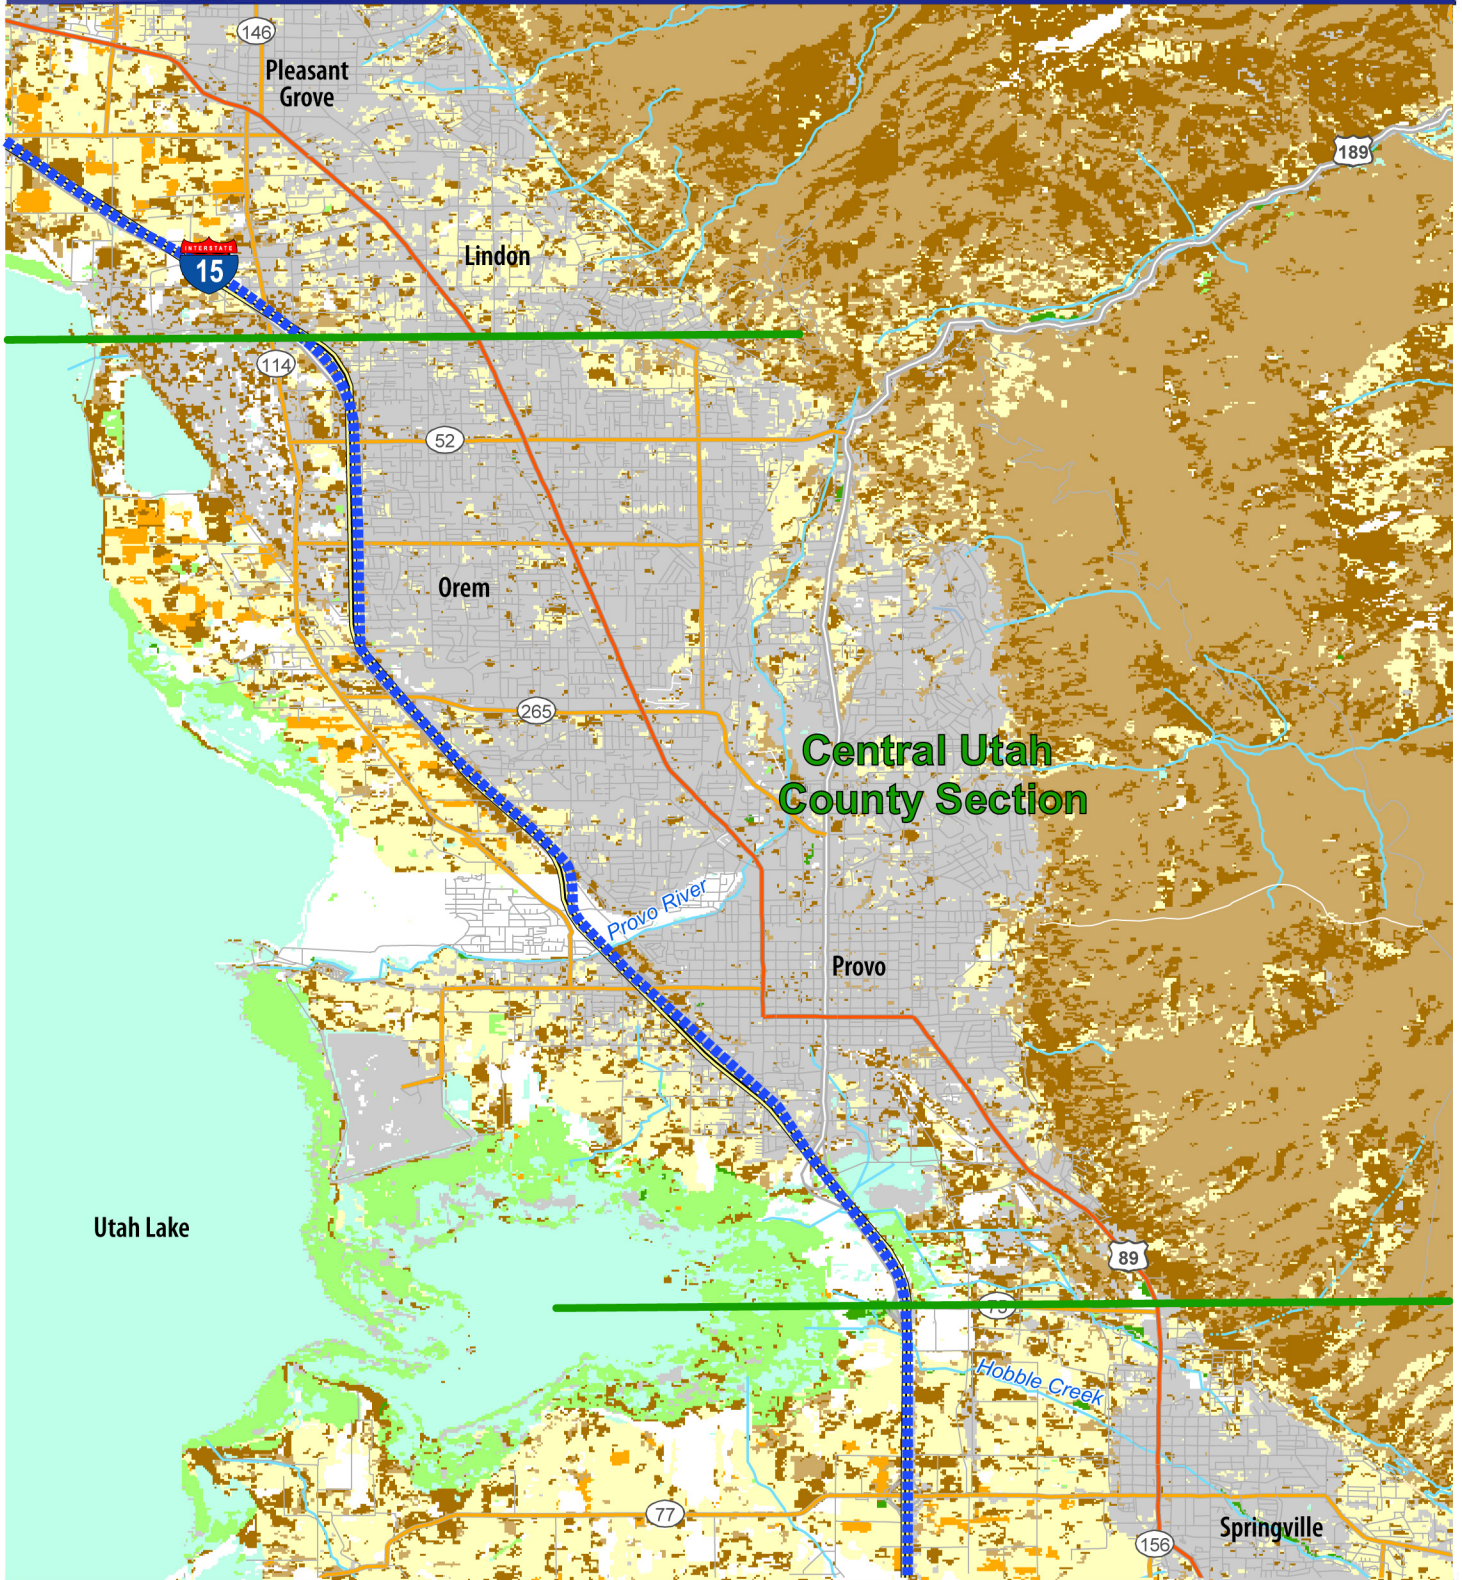 146
Pleasant
Grove
189
Lindon
INTERSTATE
15
114
52
Orem
265
Central Utah
County Section
Provo River
Provo
Utah Lake
89
75
Hobble Creek
77
Springville
156